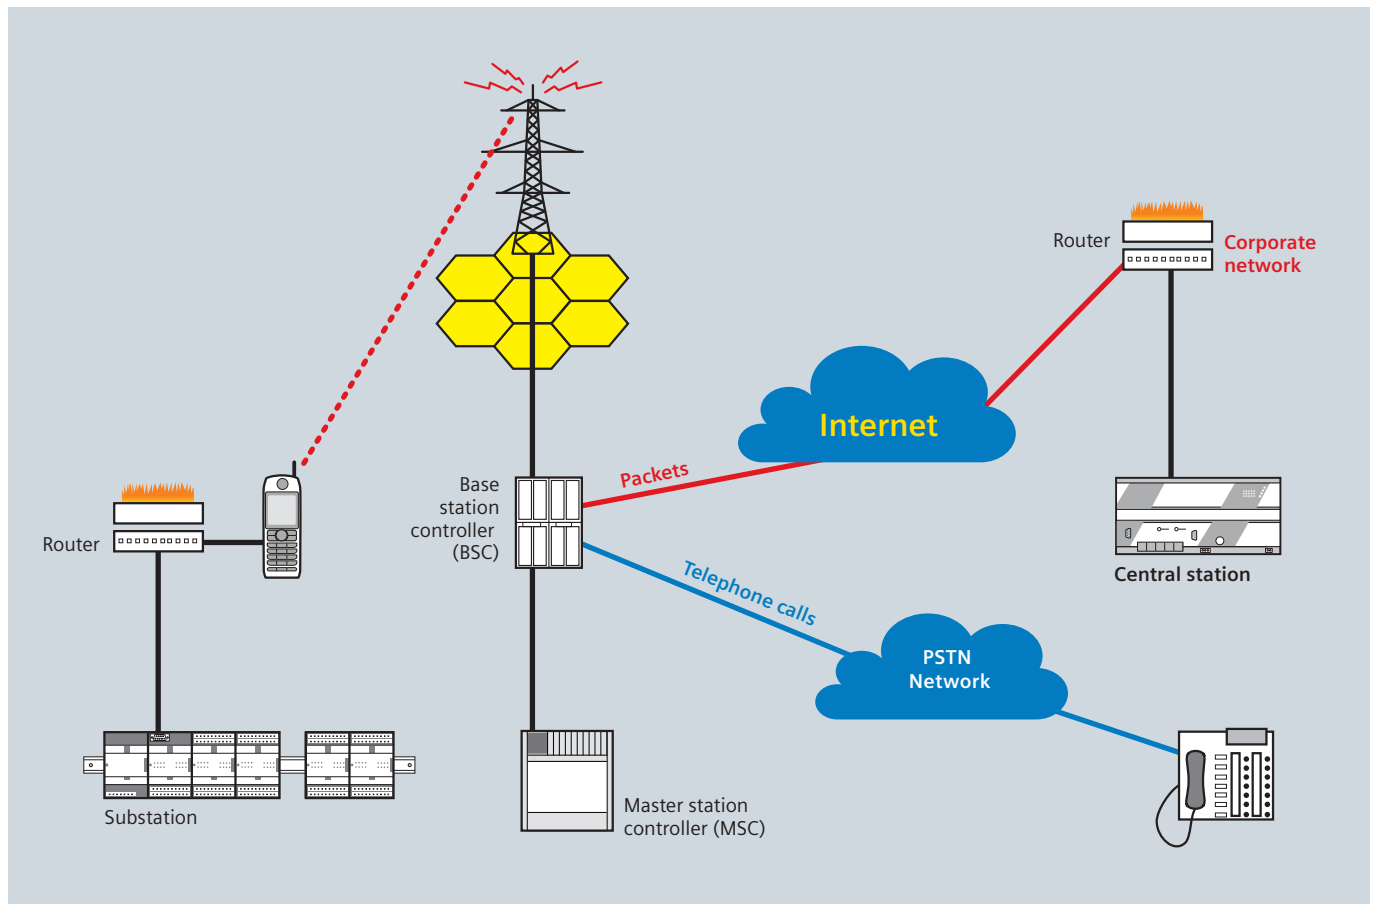 Router
Corporate
network
Internet
Packets
Base
station
controller
(BSC)
Router
Central station
Telephone calls
PSTN
Network
Substation
Master station
controller (MSC)